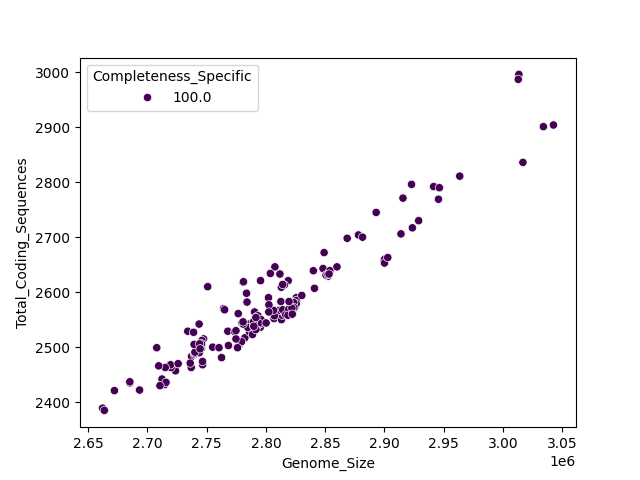 3000
2900
2800
2700
2600
2500
2400
Total_Coding_Sequences
Completeness_Specific
100.0
2.65 2.70 2.75 2.80 2.85 2.90 2.95 3.00 3.05
1e6
Genome_Size